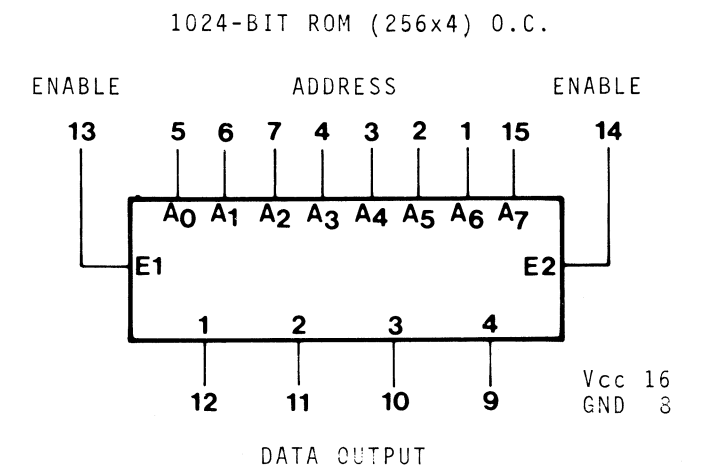 1024-BIT ROM (256x4) O.C.
ENABLE ADDRESS ENABLE
13 5 6 7 4 3 2 1 15 14
A0 A1 A2 A3 A4 A5 A6 A7
E1 E2
1 2 3 4
12 11 10 9
Vcc 16
GND 8
DATA OUTPUT